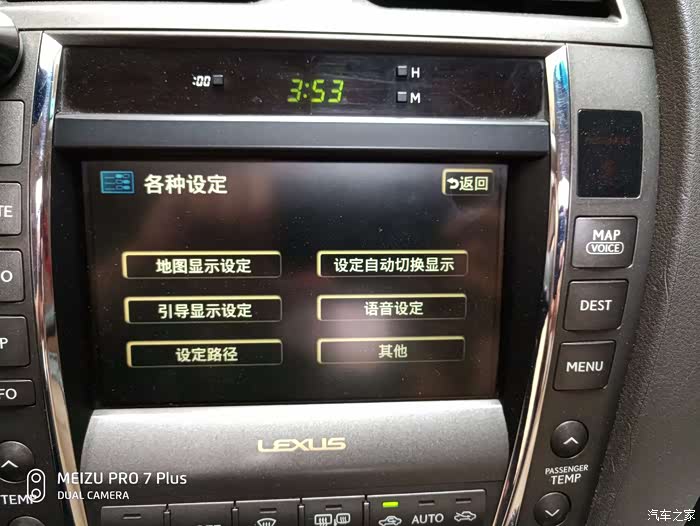 :00 3:53 H
M
各种设定 返回
地图显示设定 设定自动切换显示
引导显示设定 语音设定
设定路径 其他
MAP
VOICE
DEST
MENU
PASSENGER
TEMP
LEXUS
TEMP
AUTO
MEIZU PRO 7 Plus
DUAL CAMERA
汽车之家